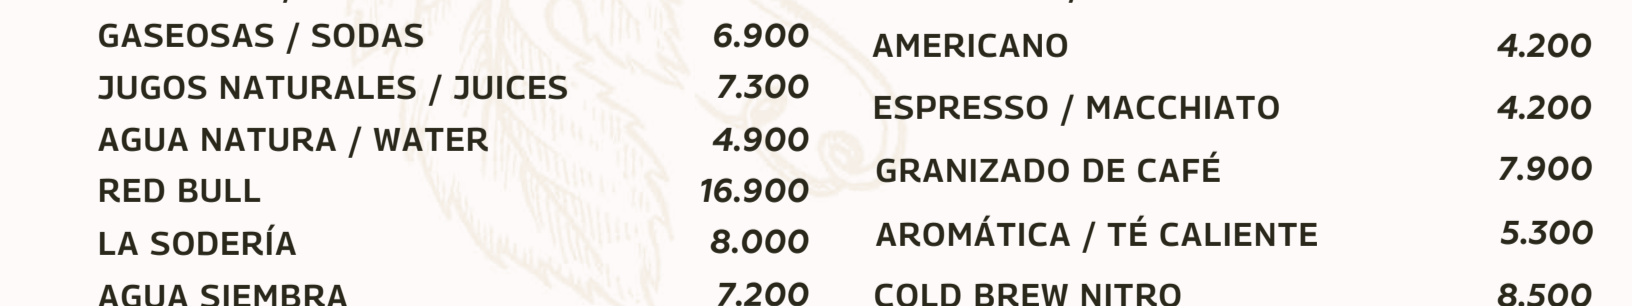 GASEOSAS / SODAS 6.900
JUGOS NATURALES / JUICES 7.300
AGUA NATURA / WATER 4.900
RED BULL 16.900
LA SODERÍA 8.000
AGUA SIEMBRA 7.200
AMERICANO 4.200
ESPRESSO / MACCHIATO 4.200
GRANIZADO DE CAFÉ 7.900
AROMÁTICA / TÉ CALIENTE 5.300
COLD BREW NITRO 8.500